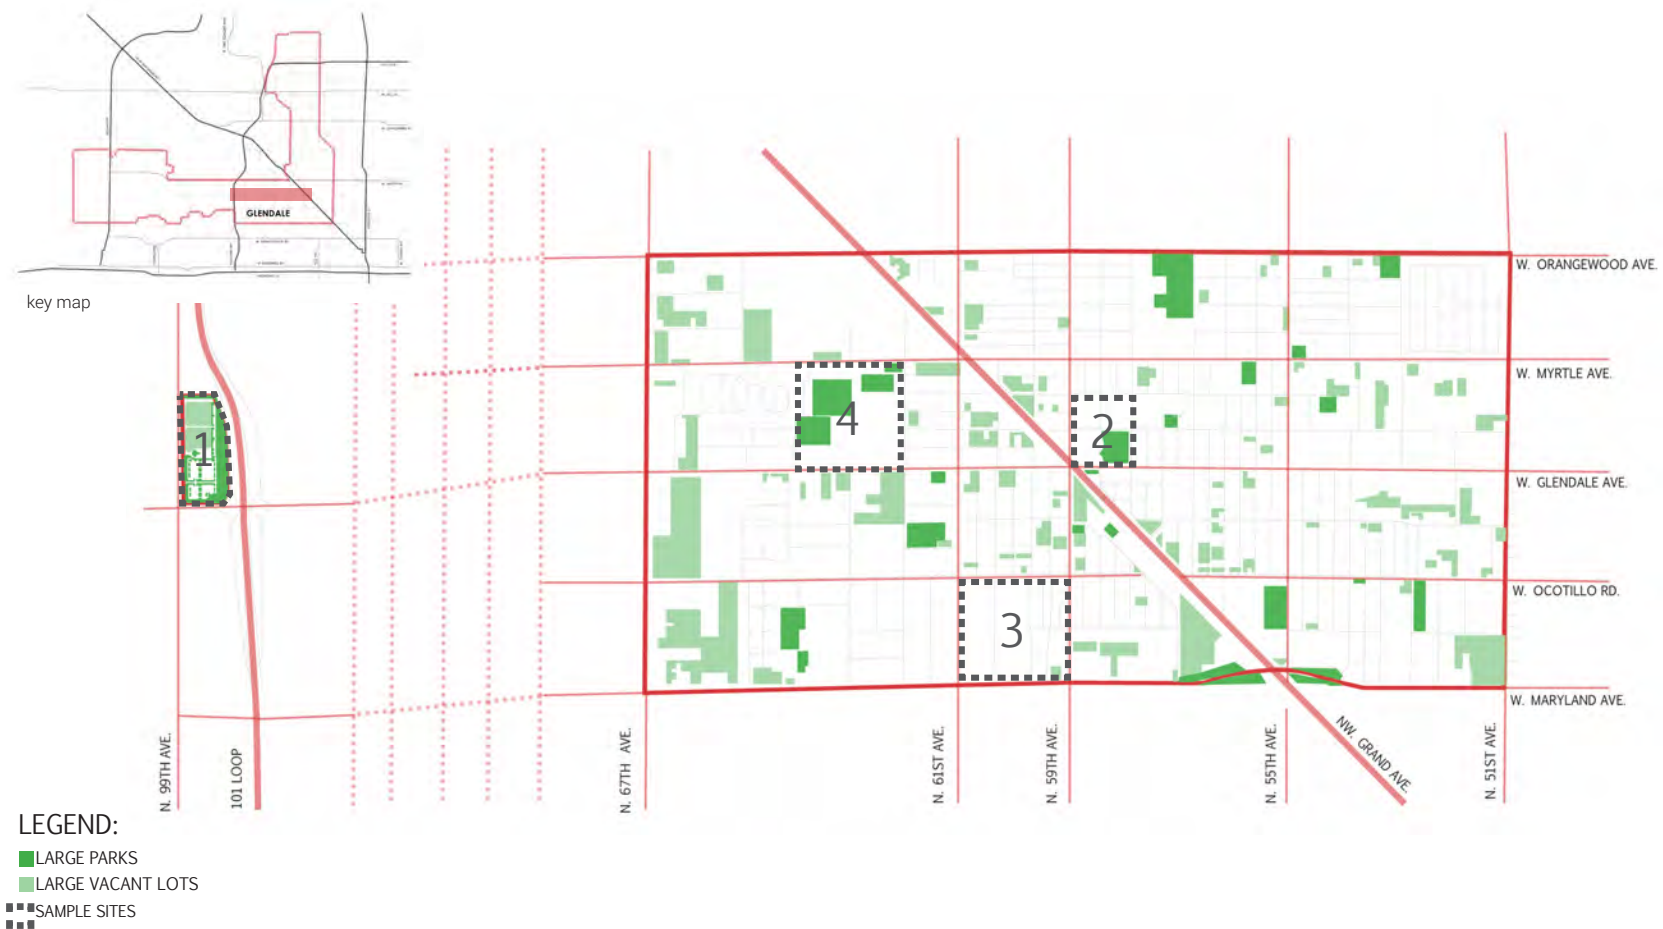 GLENDALE
key map
W. ORANGEWOOD AVE.
W. MYRTLE AVE.
W. GLENDALE AVE.
W. OCOTILLO RD.
W. MARYLAND AVE.
1
4
2
3
N. 99TH AVE.
101 LOOP
N. 67TH AVE.
N. 61ST AVE.
N. 59TH AVE.
N. 55TH AVE.
NW. GRAND AVE.
N. 51ST AVE.
LEGEND:
LARGE PARKS
LARGE VACANT LOTS
SAMPLE SITES